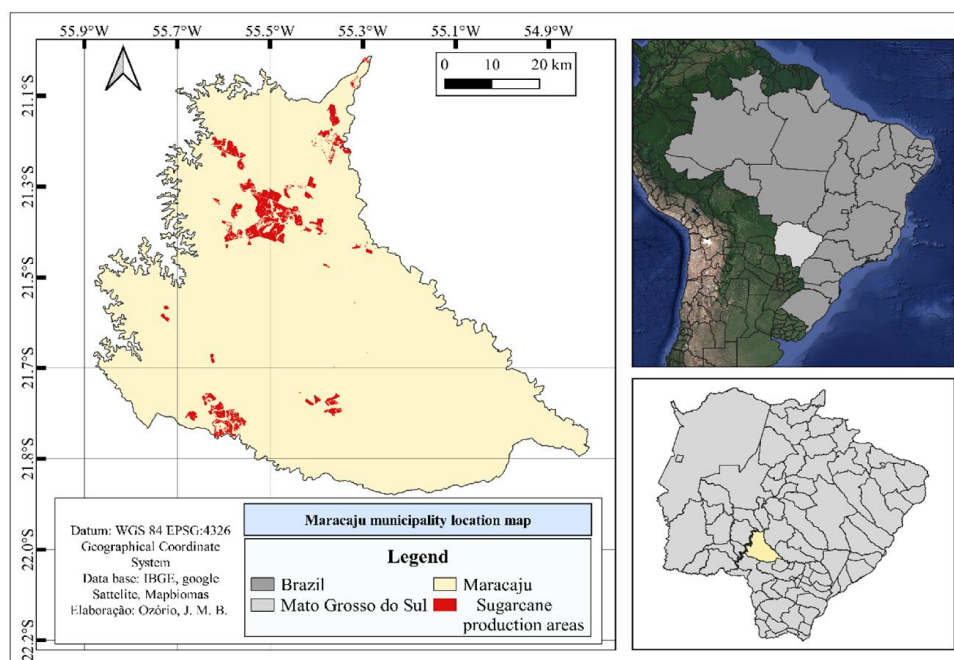 55.9°W 55.7°W 55.5°W 55.3°W 55.1°W 54.9°W
0 10 20 km
21.1°S
21.3°S
21.5°S
21.7°S
21.8°S
22.0°S
22.2°S
Datum: WGS 84 EPSG:4326
Geographical Coordinate
System
Data base: IBGE, google
Sattelite, Mapbiomas
Elaboração: Ozório, J. M. B.
Maracaju municipality location map
Legend
Brazil
Maracaju
Mato Grosso do Sul
Sugarcane
production areas